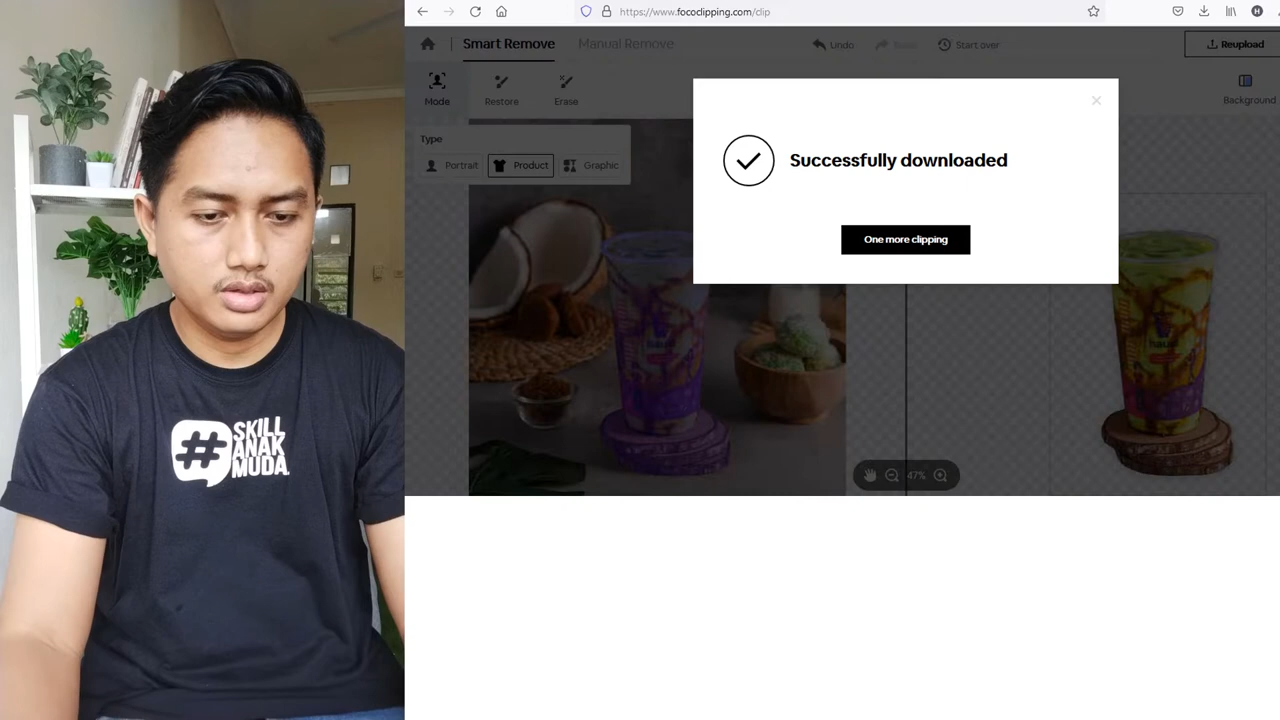 https://www.fococlipping.com/clip
Smart Remove
Manual Remove
Undo
Start over
Reupload
Mode
Restore
Erase
Background
Type
Portrait
Product
Graphic
Successfully downloaded
One more clipping
47%
#SKILL
ANAK
MUDA.